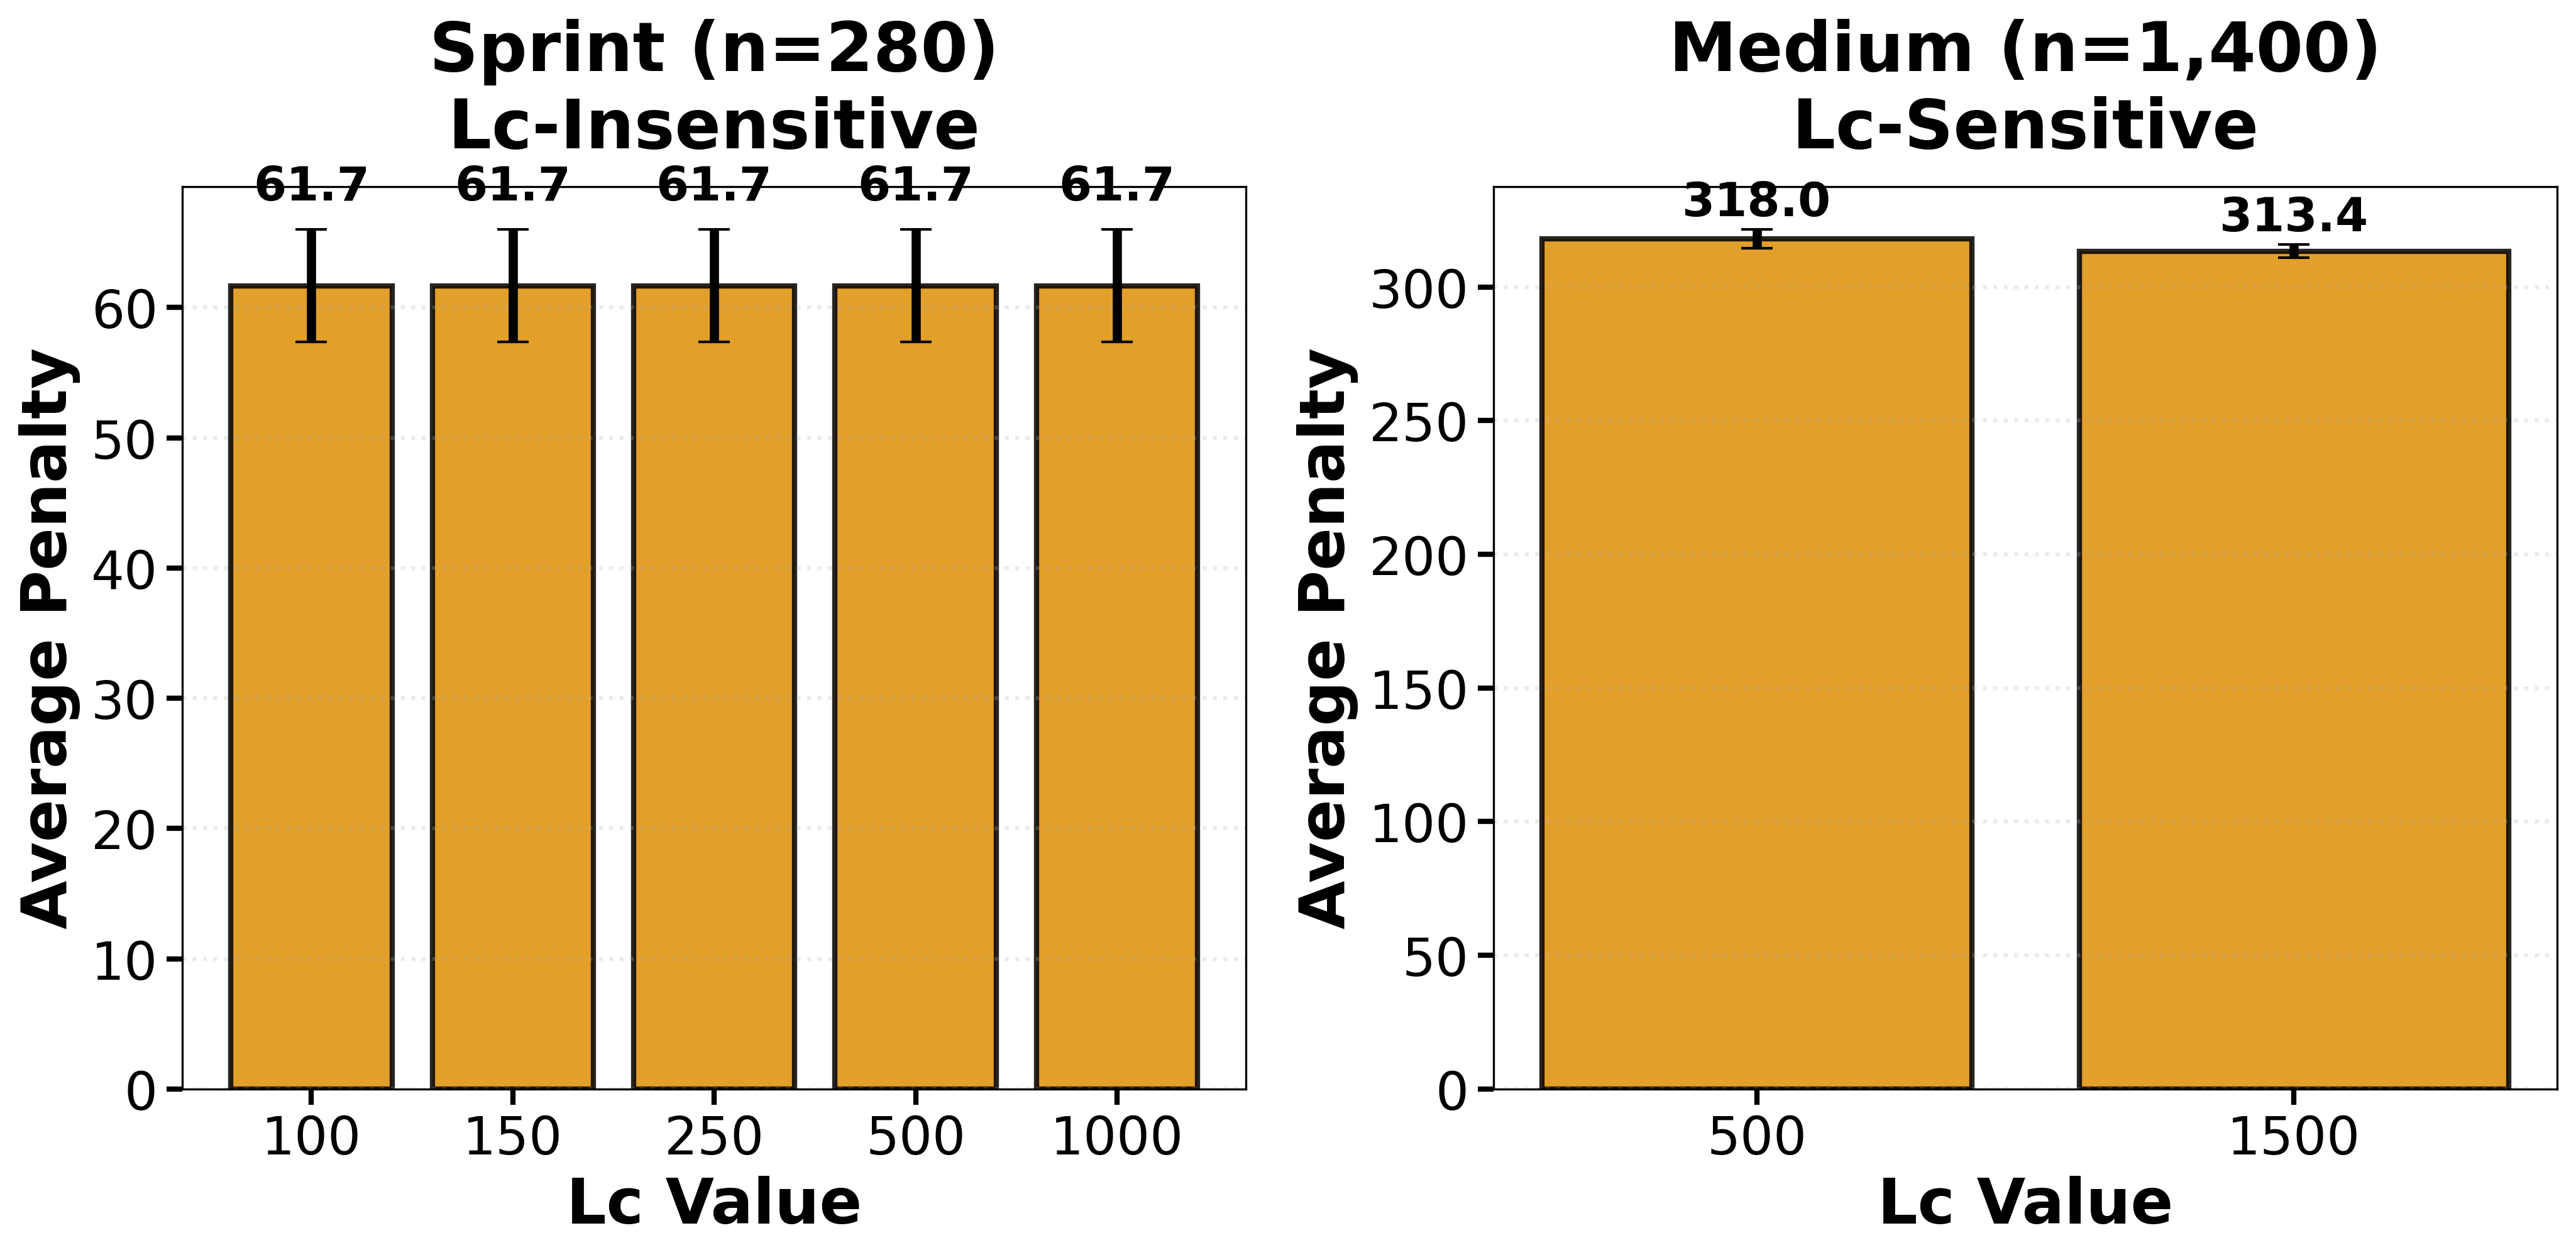 Sprint (n=280)
Lc-Insensitive
61.7 61.7 61.7 61.7 61.7
Average Penalty
60
50
40
30
20
10
0
100 150 250 500 1000
Lc Value
Medium (n=1,400)
Lc-Sensitive
318.0 313.4
Average Penalty
300
250
200
150
100
50
0
500 1500
Lc Value